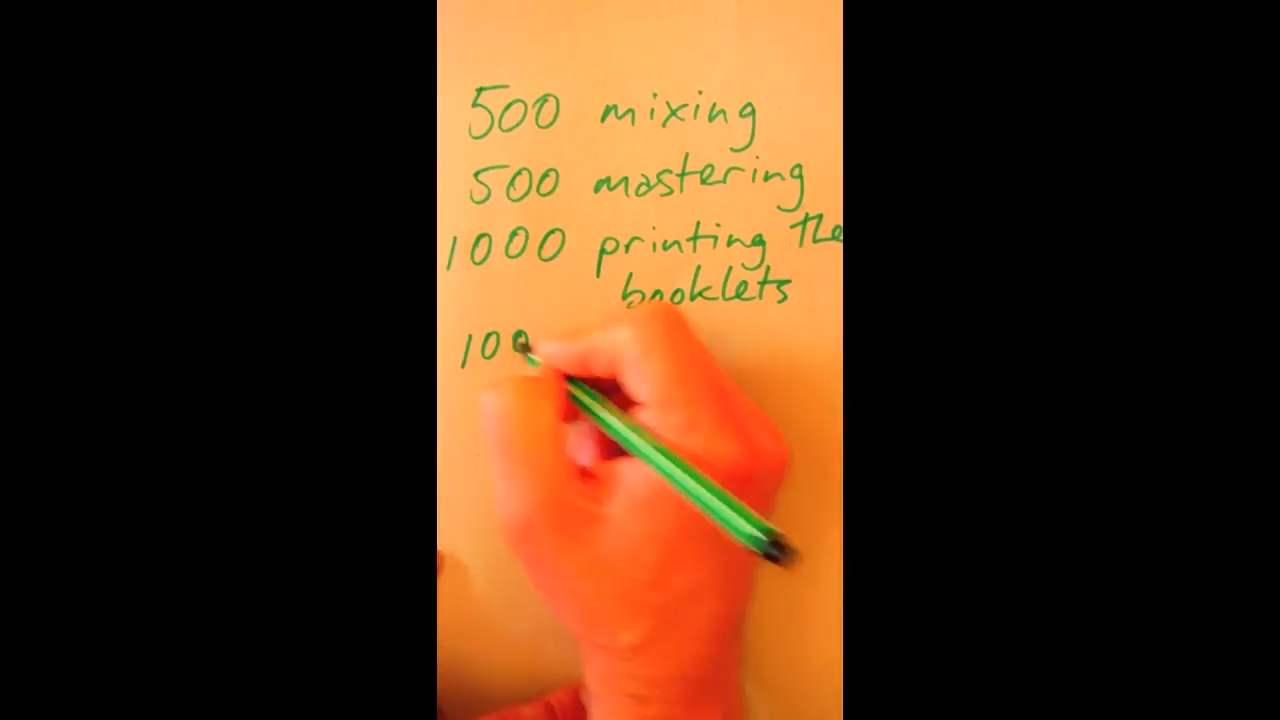 500 mixing
500 mastering
1000 printing the
booklets
100